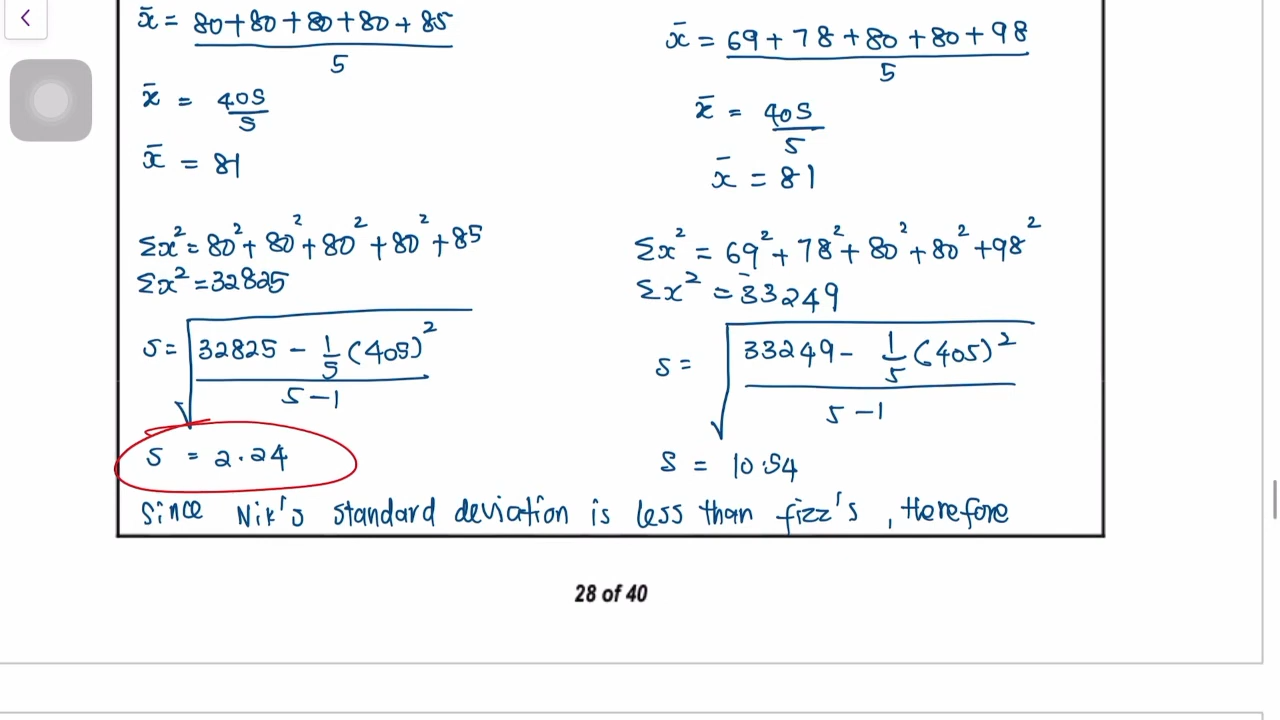 x̄ = 80+80+80+80+85
5
x̄ = 405
5
x̄ = 81
Σx² = 80² + 80² + 80² + 80² + 85
Σx² = 32825
s = √ 32825 − 1/5 (405)²
5 − 1
s = 2.24
x̄ = 69 + 78 + 80 + 80 + 98
5
x̄ = 405
5
x̄ = 81
Σx² = 69² + 78² + 80² + 80² + 98²
Σx² = 33249
s = √ 33249 − 1/5 (405)²
5 − 1
s = 10.54
Since Nik's standard deviation is less than fizz's , therefore
28 of 40